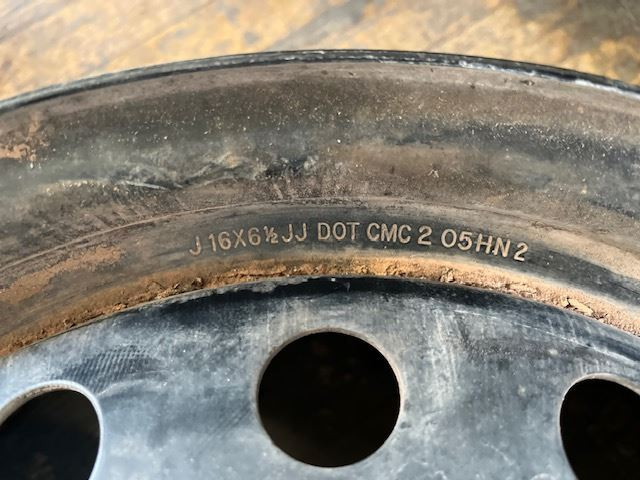 J 16X6½JJ DOT CMC 2 05HN2